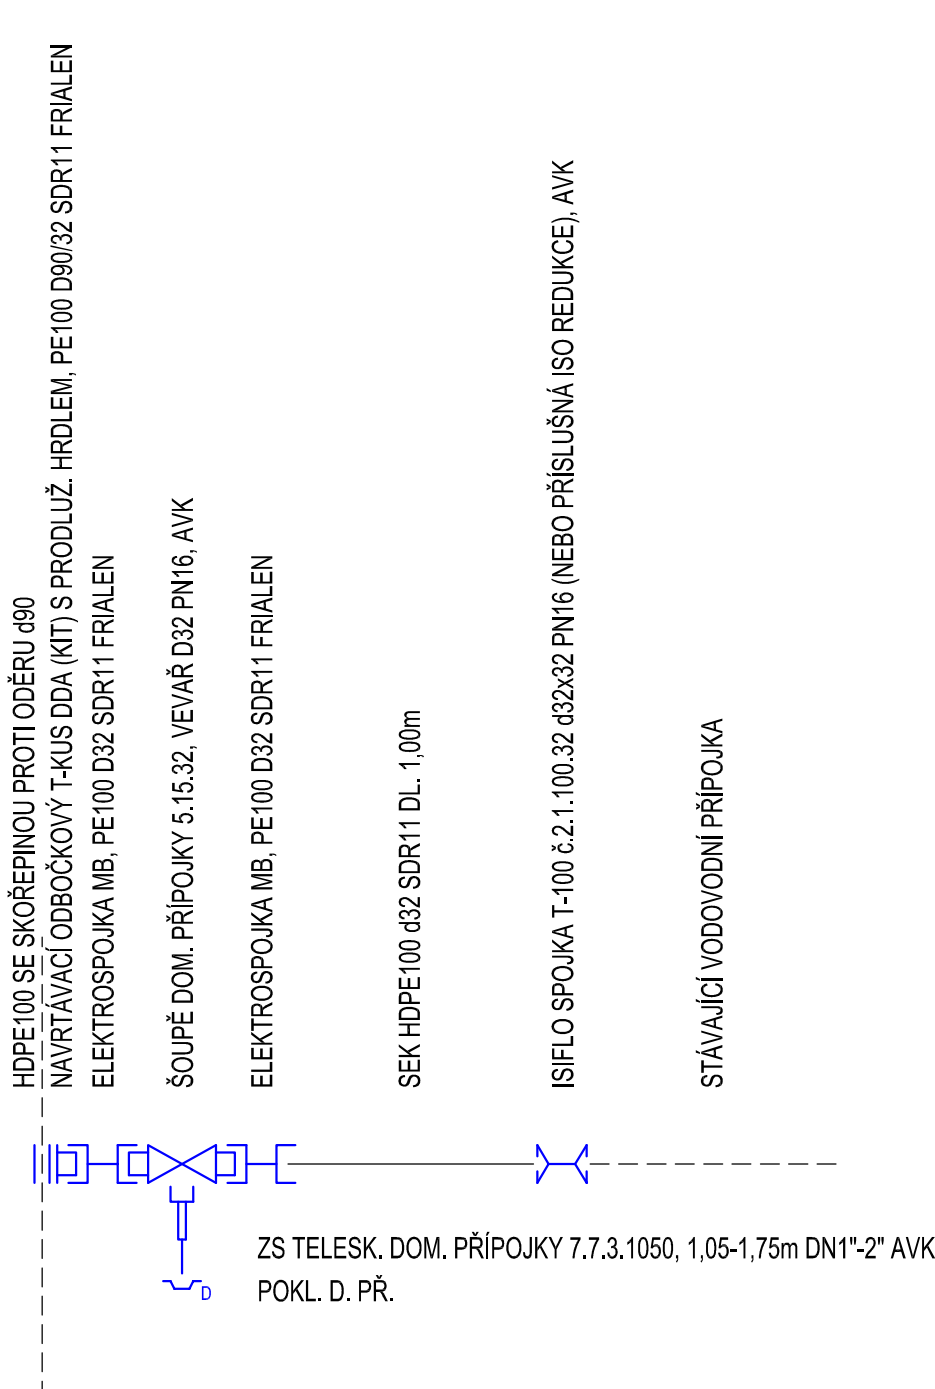 HDPE100 SE SKOŘEPINOU PROTI ODĚRU d90
NAVRTÁVACÍ ODBOČKOVÝ T-KUS DDA (KIT) S PRODLUŽ. HRDLEM, PE100 D90/32 SDR11 FRIALEN
ELEKTROSPOJKA MB, PE100 D32 SDR11 FRIALEN
ŠOUPĚ DOM. PŘÍPOJKY 5.15.32, VEVAŘ D32 PN16, AVK
ELEKTROSPOJKA MB, PE100 D32 SDR11 FRIALEN
SEK HDPE100 d32 SDR11 DL. 1,00m
ISIFLO SPOJKA T-100 č.2.1.100.32 d32x32 PN16 (NEBO PŘÍSLUŠNÁ ISO REDUKCE), AVK
STÁVAJÍCÍ VODOVODNÍ PŘÍPOJKA
ZS TELESK. DOM. PŘÍPOJKY 7.7.3.1050, 1,05-1,75m DN1"-2" AVK
POKL. D. PŘ.
D